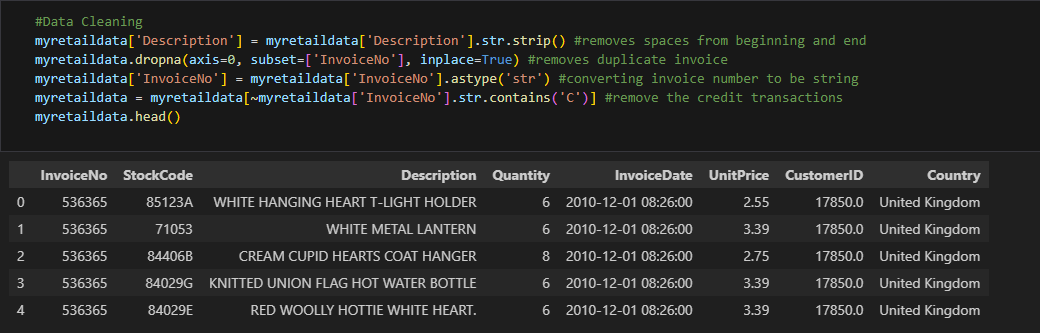 #Data Cleaning
myretaildata['Description'] = myretaildata['Description'].str.strip() #removes spaces from beginning and end
myretaildata.dropna(axis=0, subset=['InvoiceNo'], inplace=True) #removes duplicate invoice
myretaildata['InvoiceNo'] = myretaildata['InvoiceNo'].astype('str') #converting invoice number to be string
myretaildata = myretaildata[~myretaildata['InvoiceNo'].str.contains('C')] #remove the credit transactions
myretaildata.head()
InvoiceNo StockCode Description Quantity InvoiceDate UnitPrice CustomerID Country
0 536365 85123A WHITE HANGING HEART T-LIGHT HOLDER 6 2010-12-01 08:26:00 2.55 17850.0 United Kingdom
1 536365 71053 WHITE METAL LANTERN 6 2010-12-01 08:26:00 3.39 17850.0 United Kingdom
2 536365 84406B CREAM CUPID HEARTS COAT HANGER 8 2010-12-01 08:26:00 2.75 17850.0 United Kingdom
3 536365 84029G KNITTED UNION FLAG HOT WATER BOTTLE 6 2010-12-01 08:26:00 3.39 17850.0 United Kingdom
4 536365 84029E RED WOOLLY HOTTIE WHITE HEART. 6 2010-12-01 08:26:00 3.39 17850.0 United Kingdom